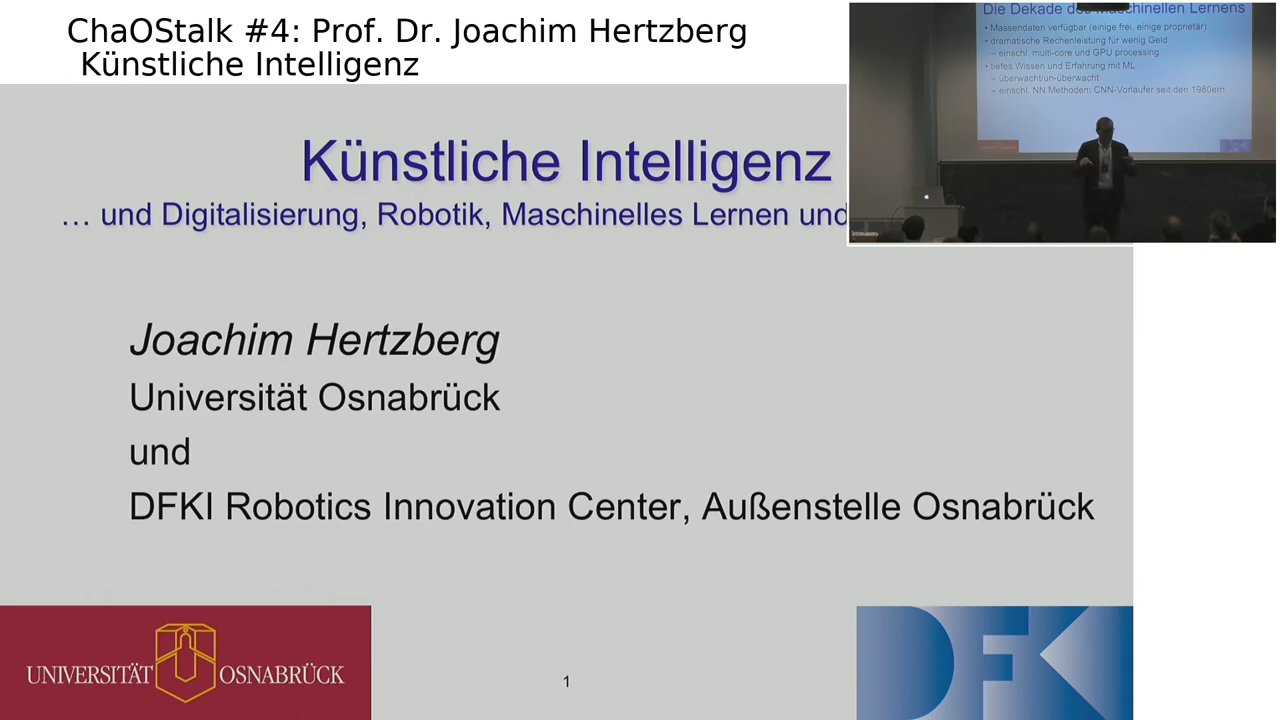 ChaOStalk #4: Prof. Dr. Joachim Hertzberg
Künstliche Intelligenz
Die Dekade des Maschinellen Lernens
• Massendaten verfügbar (einige frei, einige proprietär)
• dramatische Rechenleistung für wenig Geld
– einschl. multi-core und GPU processing
• tiefes Wissen und Erfahrung mit ML
– überwacht/un-überwacht
– einschl. NN Methoden; CNN-Vorläufer seit den 1980ern
Künstliche Intelligenz
… und Digitalisierung, Robotik, Maschinelles Lernen und
Joachim Hertzberg
Universität Osnabrück
und
DFKI Robotics Innovation Center, Außenstelle Osnabrück
UNIVERSITÄT OSNABRÜCK
1
DFK